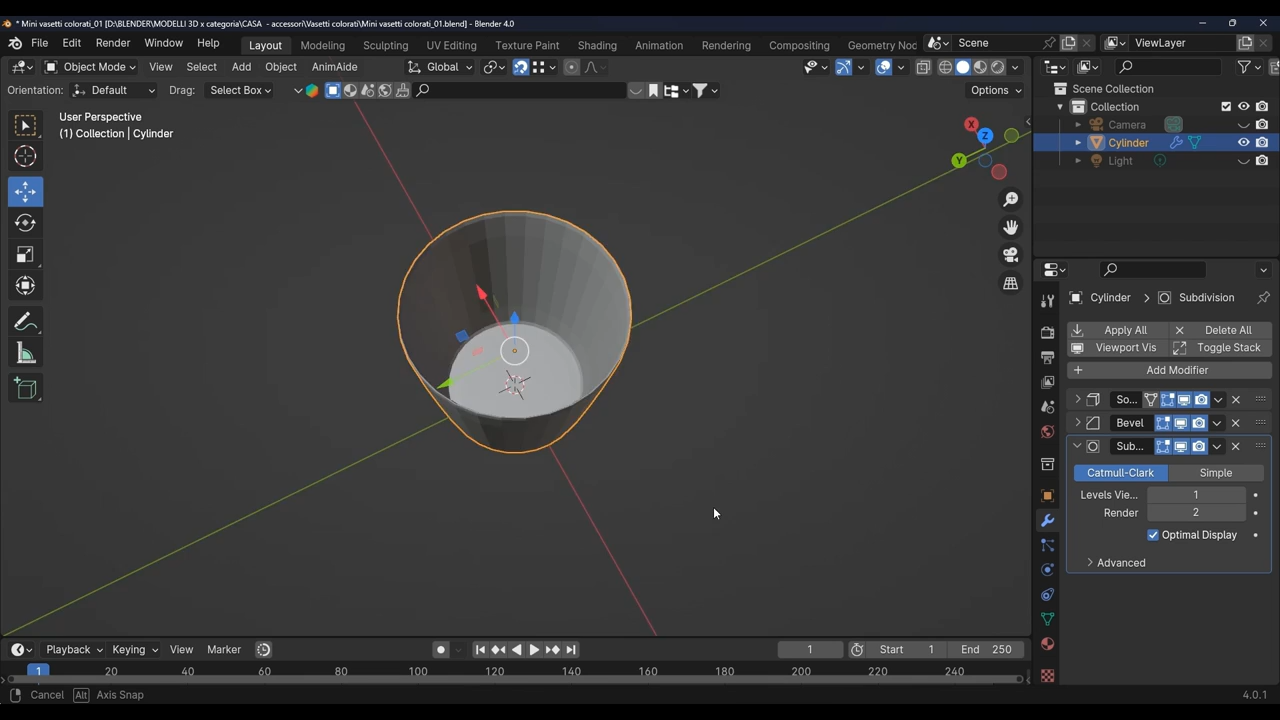 * Mini vasetti colorati_01 [D:\BLENDER\MODELLI 3D x categoria\CASA - accessori\Vasetti colorati\Mini vasetti colorati_01.blend] - Blender 4.0
File Edit Render Window Help Layout Modeling Sculpting UV Editing Texture Paint Shading Animation Rendering Compositing Geometry Noc Scene ViewLayer
Object Mode View Select Add Object AnimAide Global
Orientation: Default Drag: Select Box Options
User Perspective
(1) Collection | Cylinder
X
Z
Y
Scene Collection
Collection
Camera
Cylinder
Light
Cylinder > Subdivision
Apply All Delete All
Viewport Vis Toggle Stack
Add Modifier
So...
Bevel
Sub...
Catmull-Clark Simple
Levels Vie... 1
Render 2
Optimal Display
Advanced
Playback Keying View Marker 1 Start 1 End 250
1 20 40 60 80 100 120 140 160 180 200 220 240
Cancel Alt Axis Snap 4.0.1